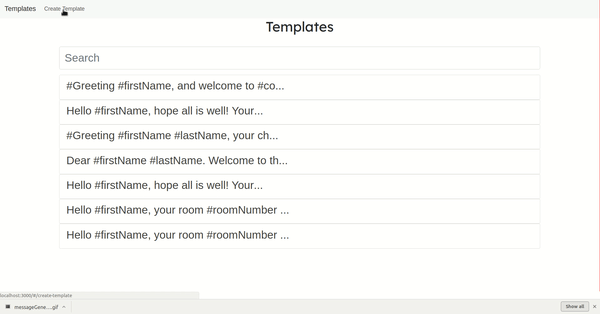 Templates Create Template
Templates
Search
#Greeting #firstName, and welcome to #co...
Hello #firstName, hope all is well! Your...
#Greeting #firstName #lastName, your ch...
Dear #firstName #lastName. Welcome to th...
Hello #firstName, hope all is well! Your...
Hello #firstName, your room #roomNumber ...
Hello #firstName, your room #roomNumber ...
localhost:3000/#/create-template
messageGene....gif
Show all